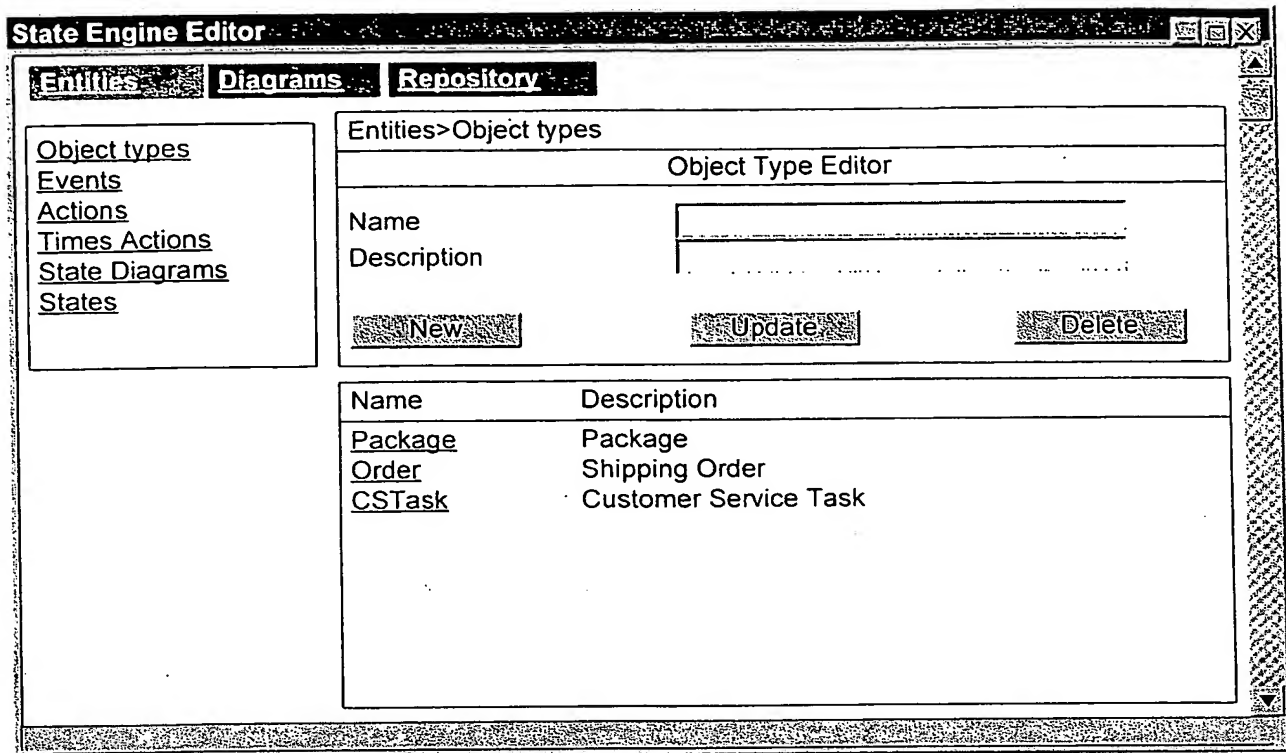 State Engine Editor
Entities Diagrams Repository
Object types
Events
Actions
Times Actions
State Diagrams
States
Entities>Object types
Object Type Editor
Name
Description
New Update Delete
Name Description
Package Package
Order Shipping Order
CSTask Customer Service Task